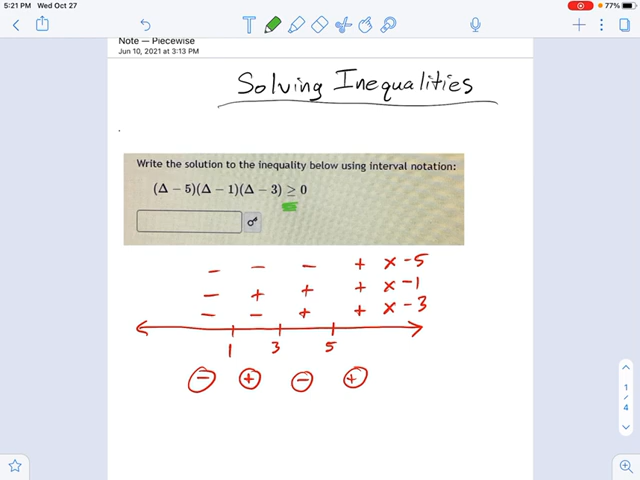 5:21 PM Wed Oct 27
77%
Note — Piecewise
Jun 10, 2021 at 3:13 PM
Solving Inequalities
Write the solution to the inequality below using interval notation:
(Δ − 5)(Δ − 1)(Δ − 3) ≥ 0
− − − + x −5
− + + + x −1
− − + + x −3
1 3 5
− + − +
1
/
4